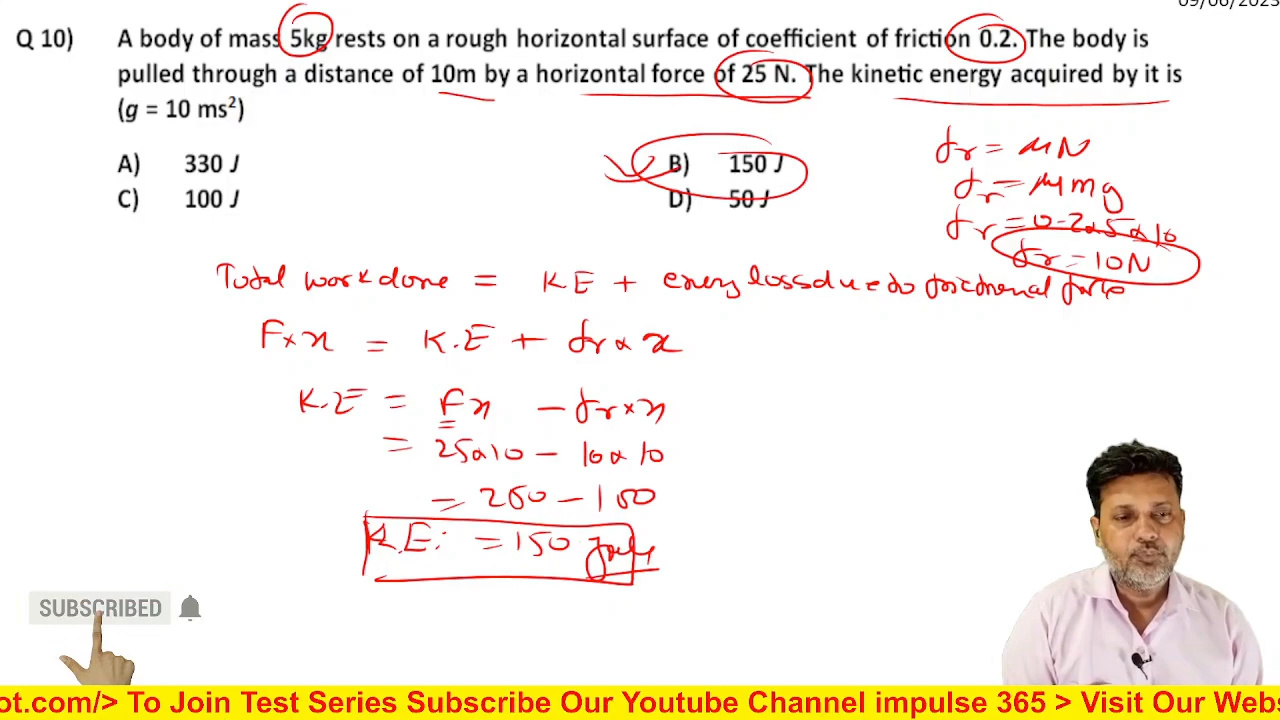 09/06/2023
Q 10) A body of mass 5kg rests on a rough horizontal surface of coefficient of friction 0.2. The body is
pulled through a distance of 10m by a horizontal force of 25 N. The kinetic energy acquired by it is
(g = 10 ms²)
A) 330 J B) 150 J
C) 100 J D) 50 J
fr = μN
fr = μmg
fr = 0.2×5×10
fr = 10N
Total work done = KE + energy loss due to frictional force
F×x = K.E + fr × x
K.E = Fx - fr×x
= 25×10 - 10×10
= 250 - 100
K.E. = 150 Joule
SUBSCRIBED
ot.com/> To Join Test Series Subscribe Our Youtube Channel impulse 365 > Visit Our Webs